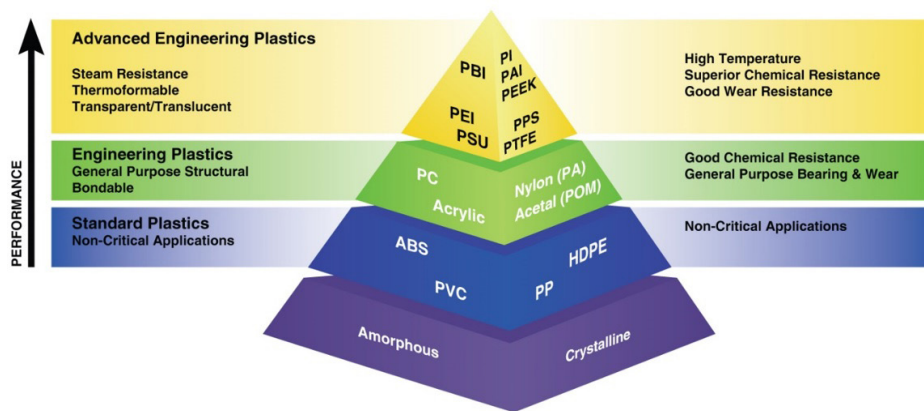 PERFORMANCE
Advanced Engineering Plastics
Steam Resistance
Thermoformable
Transparent/Translucent
PBI
PEI
PSU
PI
PAI
PEEK
PPS
PTFE
High Temperature
Superior Chemical Resistance
Good Wear Resistance
Engineering Plastics
General Purpose Structural
Bondable
PC
Acrylic
Nylon (PA)
Acetal (POM)
Good Chemical Resistance
General Purpose Bearing & Wear
Standard Plastics
Non-Critical Applications
ABS
PVC
HDPE
PP
Non-Critical Applications
Amorphous
Crystalline